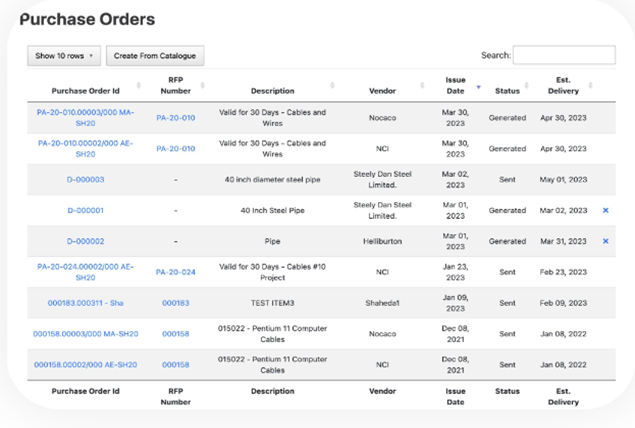 Purchase Orders
Show 10 rows
Create From Catalogue
Search:
Purchase Order Id RFP Number Description Vendor Issue Date Status Est. Delivery
PA-20-010.00003/000 MA-SH20 PA-20-010 Valid for 30 Days - Cables and Wires Nocaco Mar 30, 2023 Generated Apr 30, 2023
PA-20-010.00002/000 AE-SH20 PA-20-010 Valid for 30 Days - Cables and Wires NCI Mar 30, 2023 Generated Apr 30, 2023
D-000003 - 40 inch diameter steel pipe Steely Dan Steel Limited. Mar 02, 2023 Sent May 01, 2023
D-000001 - 40 Inch Steel Pipe Steely Dan Steel Limited. Mar 01, 2023 Generated Mar 02, 2023 ×
D-000002 - Pipe Helliburton Mar 01, 2023 Generated Mar 31, 2023 ×
PA-20-024.00002/000 AE-SH20 PA-20-024 Valid for 30 Days - Cables #10 Project NCI Jan 23, 2023 Sent Feb 23, 2023
000183.000311 - Sha 000183 TEST ITEM3 Shaheda1 Jan 09, 2023 Sent Feb 09, 2023
000158.00003/000 MA-SH20 000158 015022 - Pentium 11 Computer Cables Nocaco Dec 08, 2021 Sent Jan 08, 2022
000158.00002/000 AE-SH20 000158 015022 - Pentium 11 Computer Cables NCI Dec 08, 2021 Sent Jan 08, 2022
Purchase Order Id RFP Number Description Vendor Issue Date Status Est. Delivery